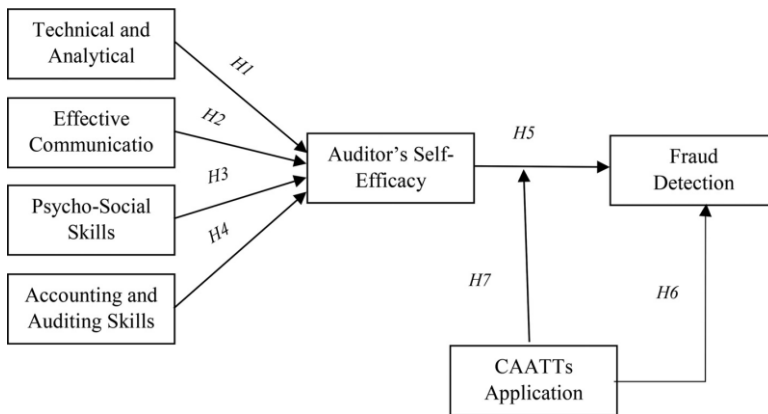 Technical and
Analytical
H1
Effective
Communicatio
H2
Psycho-Social
Skills
H3
Accounting and
Auditing Skills
H4
Auditor's Self-
Efficacy
H5
Fraud
Detection
H7
H6
CAATTs
Application